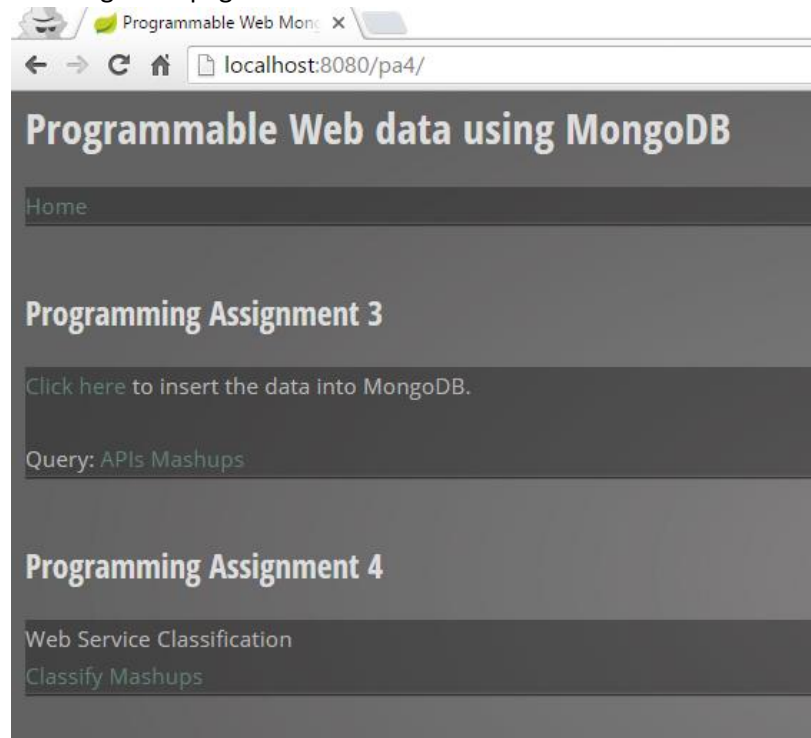 Programmable Web Mong
localhost:8080/pa4/
Programmable Web data using MongoDB
Home
Programming Assignment 3
Click here to insert the data into MongoDB.
Query: APIs Mashups
Programming Assignment 4
Web Service Classification
Classify Mashups